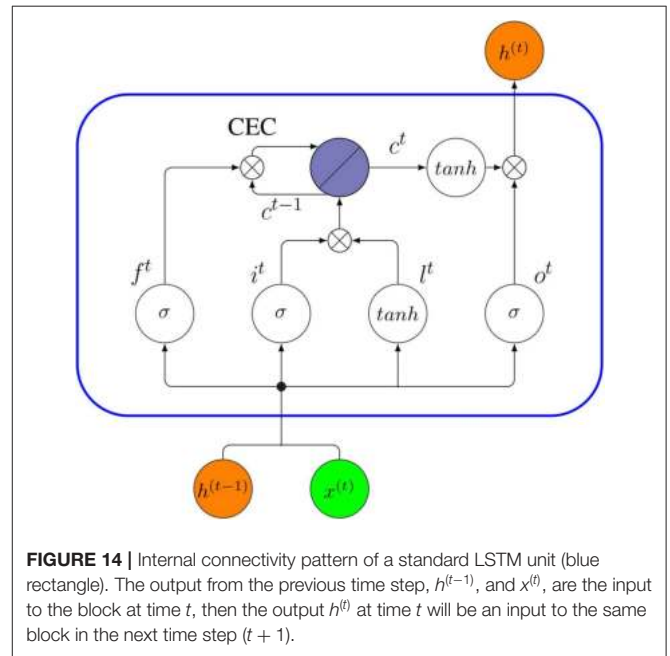 h^(t)
CEC
c^t
tanh
c^{t−1}
f^t
i^t
l^t
o^t
σ
σ
tanh
σ
h^(t−1)
x^(t)
FIGURE 14 | Internal connectivity pattern of a standard LSTM unit (blue
rectangle). The output from the previous time step, h^(t−1), and x^(t), are the input
to the block at time t, then the output h^(t) at time t will be an input to the same
block in the next time step (t + 1).